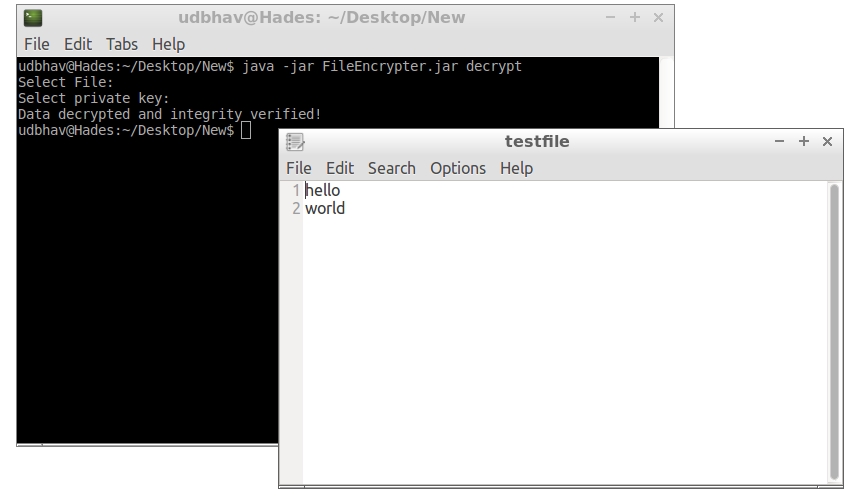 udbhav@Hades: ~/Desktop/New
File Edit Tabs Help
udbhav@Hades:~/Desktop/New$ java -jar FileEncrypter.jar decrypt
Select File:
Select private key:
Data decrypted and integrity verified!
udbhav@Hades:~/Desktop/New$
testfile
File Edit Search Options Help
1 hello
2 world